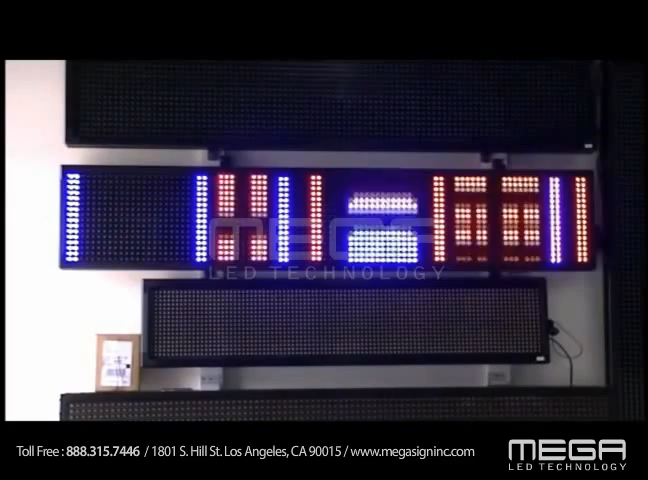 MEGA
LED TECHNOLOGY
Toll Free : 888.315.7446 / 1801 S. Hill St. Los Angeles, CA 90015 / www.megasigninc.com
MEGA
LED TECHNOLOGY